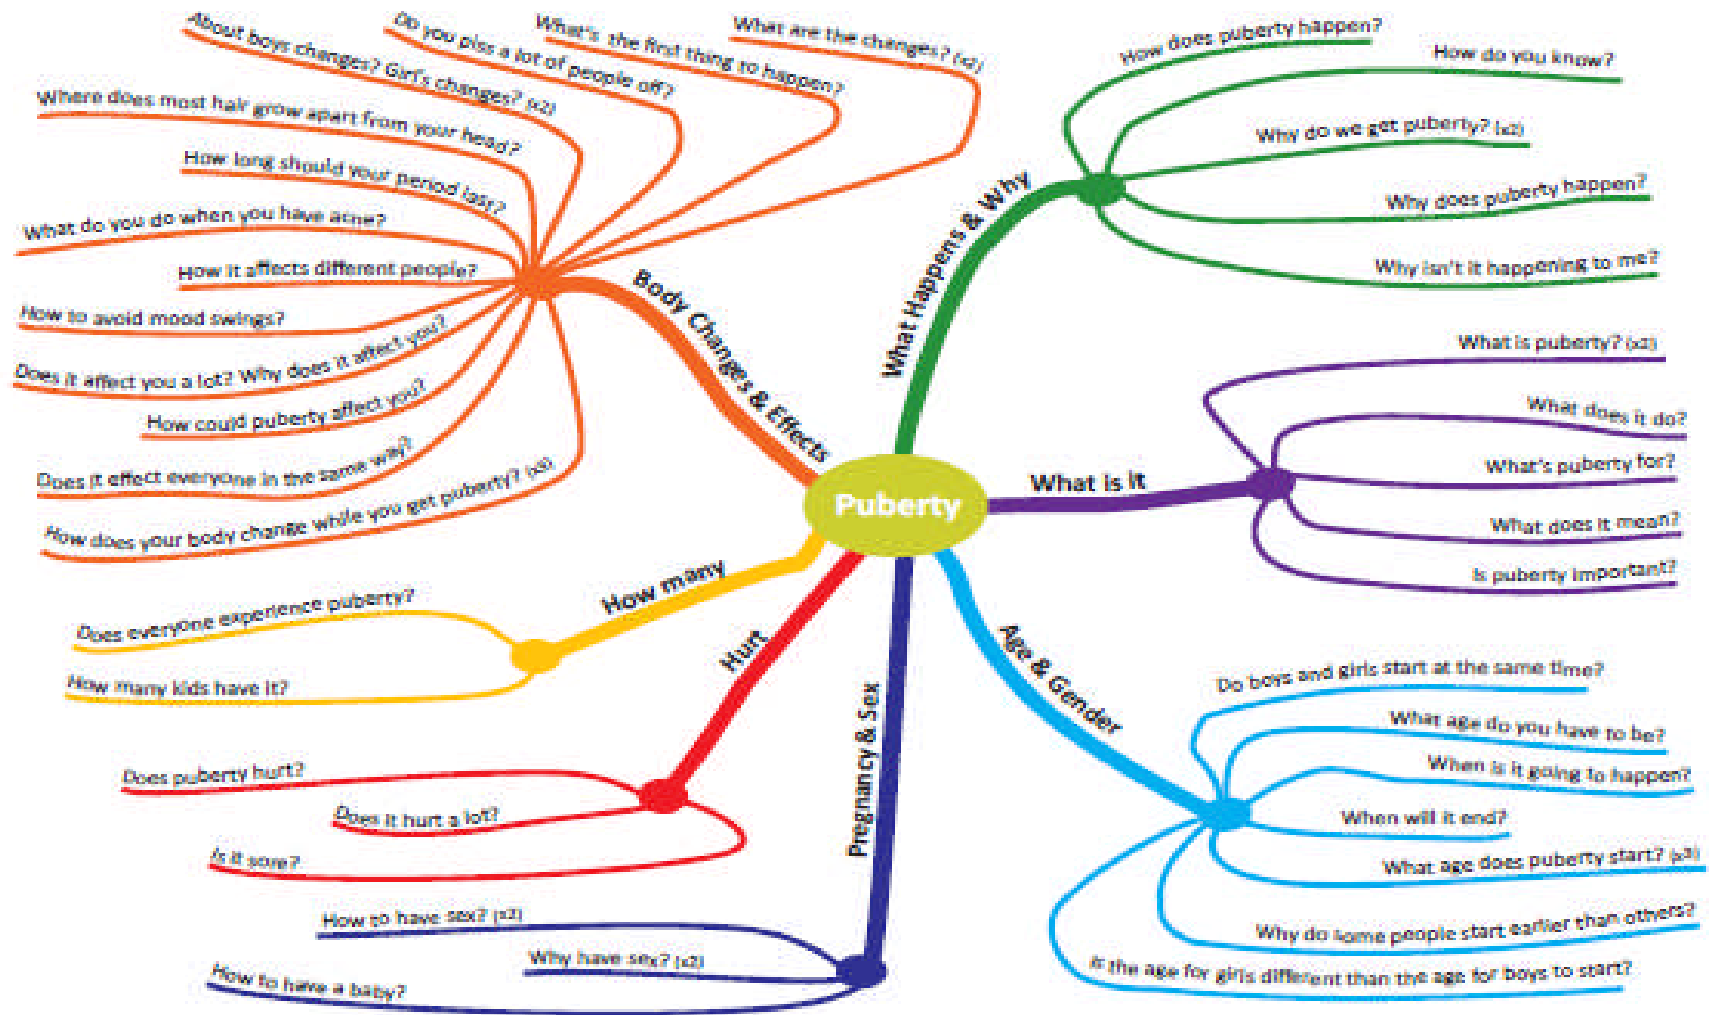 Puberty
What Happens & Why
How does puberty happen?
How do you know?
Why do we get puberty? (x2)
Why does puberty happen?
Why isn't it happening to me?
What is it
What is puberty? (x2)
What does it do?
What's puberty for?
What does it mean?
Is puberty important?
Age & Gender
Do boys and girls start at the same time?
What age do you have to be?
When is it going to happen?
When will it end?
What age does puberty start? (x3)
Why do some people start earlier than others?
Is the age for girls different than the age for boys to start?
Pregnancy & Sex
How to have sex? (x2)
Why have sex? (x2)
How to have a baby?
Hurt
Does puberty hurt?
Does it hurt a lot?
Is it sore?
How many
Does everyone experience puberty?
How many kids have it?
Body Changes & Effects
What are the changes? (x2)
What's the first thing to happen?
Do you piss a lot of people off?
About boys changes? Girl's changes? (x2)
Where does most hair grow apart from your head?
How long should your period last?
What do you do when you have acne?
How it affects different people?
How to avoid mood swings?
Does it affect you a lot? Why does it affect you?
How could puberty affect you?
Does it effect everyone in the same way?
How does your body change while you get puberty? (x3)